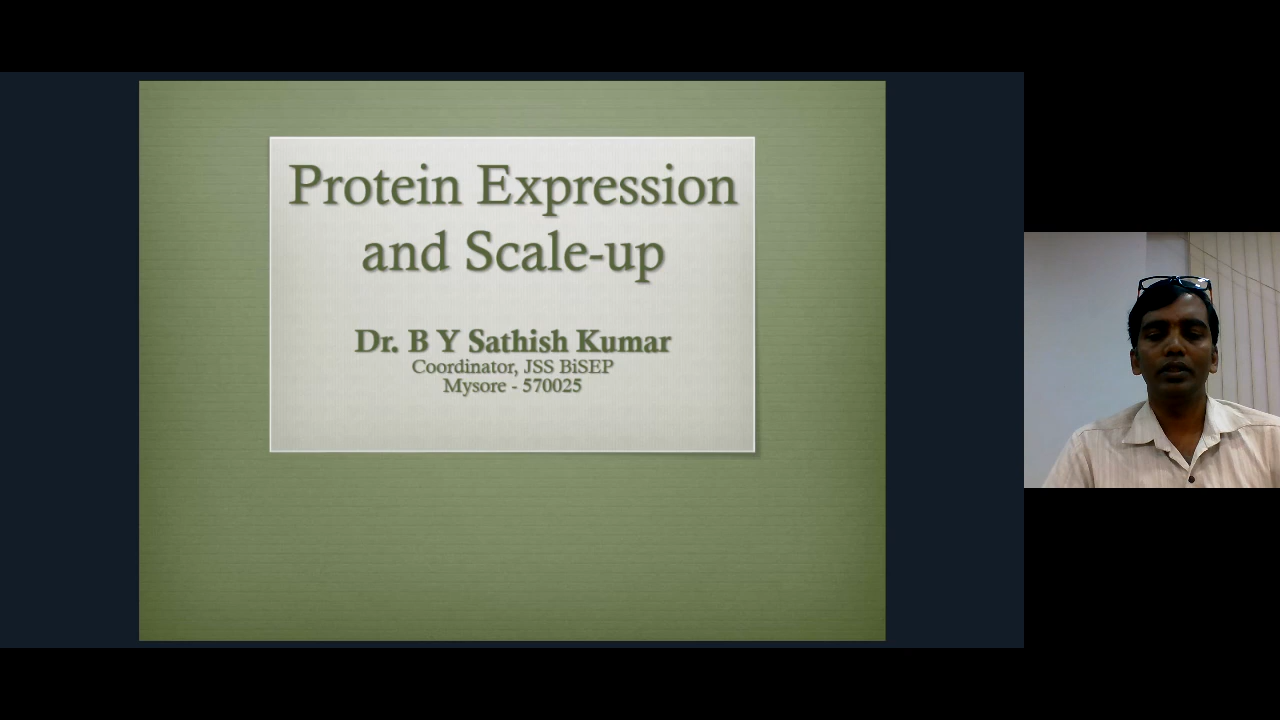 Protein Expression
and Scale-up
Dr. B Y Sathish Kumar
Coordinator, JSS BiSEP
Mysore - 570025